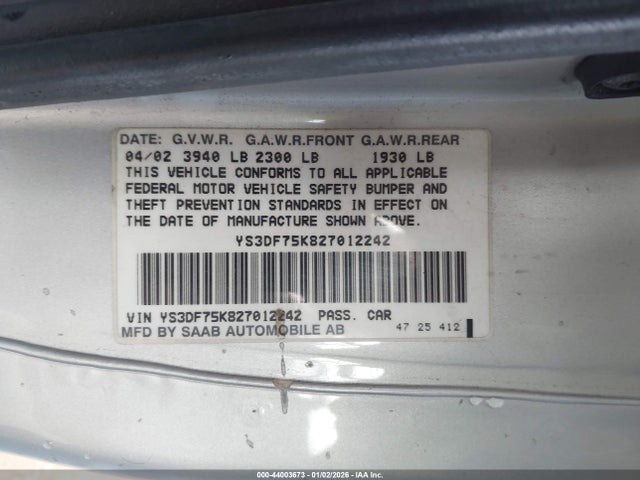 DATE: G.V.W.R. G.A.W.R.FRONT G.A.W.R.REAR
04/02 3940 LB 2300 LB 1930 LB
THIS VEHICLE CONFORMS TO ALL APPLICABLE
FEDERAL MOTOR VEHICLE SAFETY BUMPER AND
THEFT PREVENTION STANDARDS IN EFFECT ON
THE DATE OF MANUFACTURE SHOWN ABOVE.
YS3DF75K827012242
VIN YS3DF75K827012242 PASS. CAR
MFD BY SAAB AUTOMOBILE AB 47 25 412
000-44003673 | 01/02/2026 | IAA Inc.